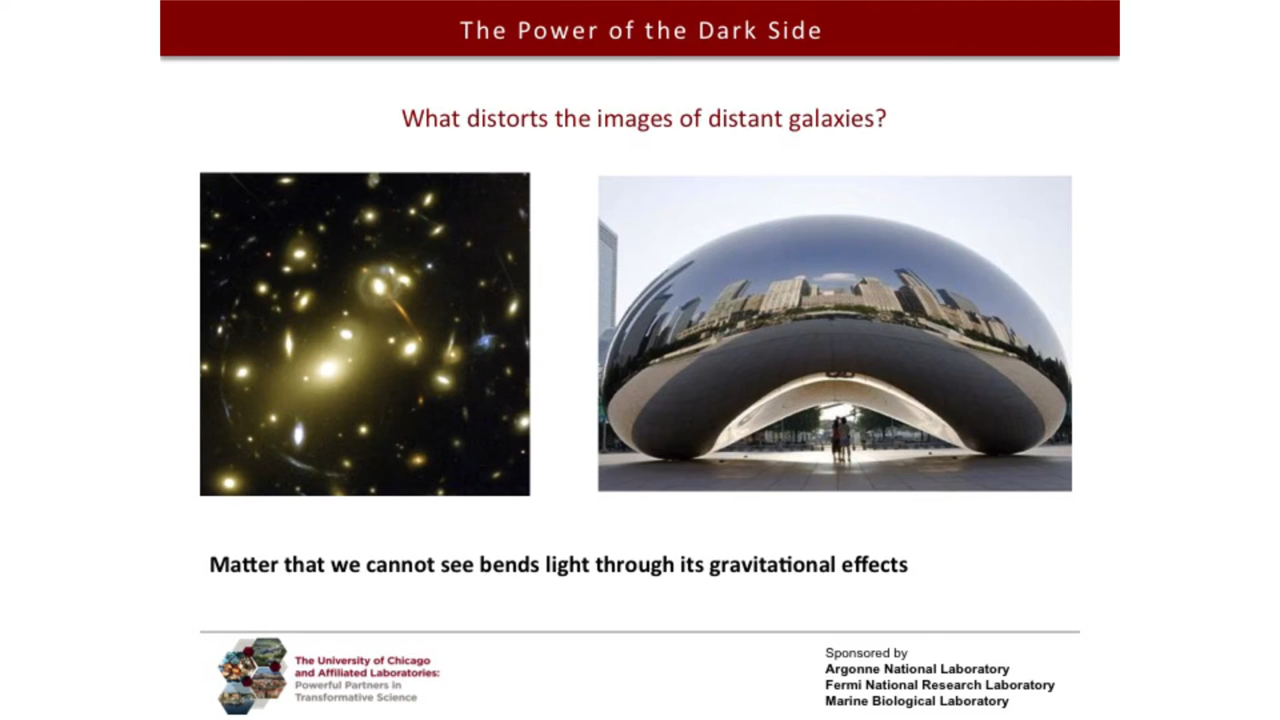 The Power of the Dark Side
What distorts the images of distant galaxies?
Matter that we cannot see bends light through its gravitational effects
The University of Chicago
and Affiliated Laboratories:
Powerful Partners in
Transformative Science
Sponsored by
Argonne National Laboratory
Fermi National Research Laboratory
Marine Biological Laboratory